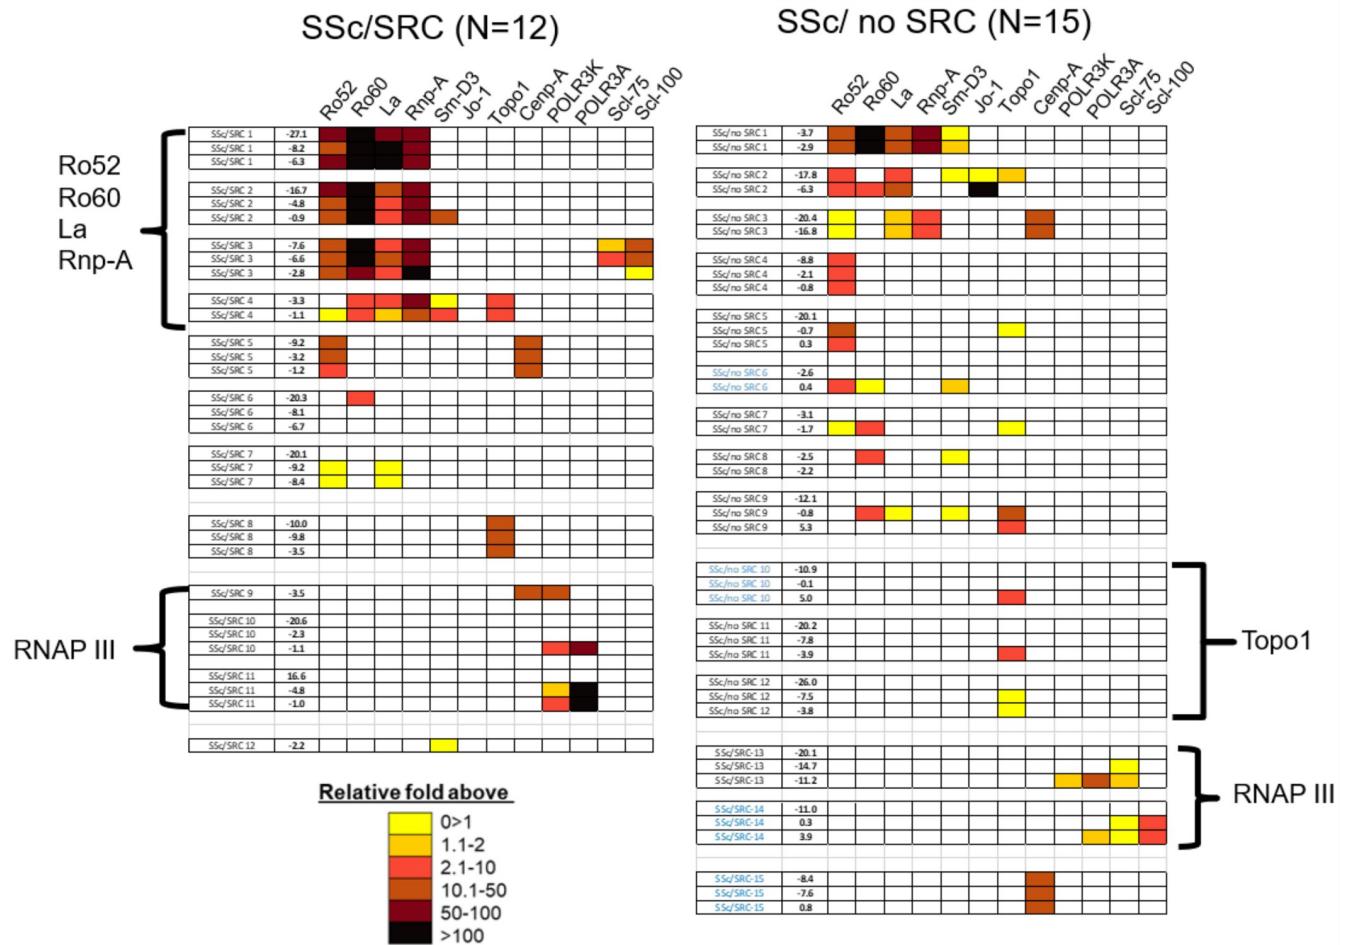 SSc/SRC (N=12)
Ro52 Ro60 La Rnp-A Sm-D3 Jo-1 Topo1 Cenp-A POLR3K POLR3A Scl-75 Scl-100
SSc/SRC 1 -27.1
SSc/SRC 1 -8.2
SSc/SRC 1 -6.3
SSc/SRC 2 -16.7
SSc/SRC 2 -4.8
SSc/SRC 2 -0.9
SSc/SRC 3 -7.6
SSc/SRC 3 -6.6
SSc/SRC 3 -2.8
SSc/SRC 4 -3.3
SSc/SRC 4 -1.1
SSc/SRC 5 -9.2
SSc/SRC 5 -3.2
SSc/SRC 5 -1.2
SSc/SRC 6 -20.3
SSc/SRC 6 -8.1
SSc/SRC 6 -6.7
SSc/SRC 7 -20.1
SSc/SRC 7 -9.2
SSc/SRC 7 -8.4
SSc/SRC 8 -10.0
SSc/SRC 8 -9.8
SSc/SRC 8 -3.5
SSc/SRC 9 -3.5
SSc/SRC 10 -20.6
SSc/SRC 10 -2.3
SSc/SRC 10 -1.1
SSc/SRC 11 16.6
SSc/SRC 11 -4.8
SSc/SRC 11 -1.0
SSc/SRC 12 -2.2
Ro52
Ro60
La
Rnp-A
RNAP III
Relative fold above
0>1
1.1-2
2.1-10
10.1-50
50-100
>100
SSc/ no SRC (N=15)
Ro52 Ro60 La Rnp-A Sm-D3 Jo-1 Topo1 Cenp-A POLR3K POLR3A Scl-75 Scl-100
SSc/no SRC 1 -3.7
SSc/no SRC 1 -2.9
SSc/no SRC 2 -17.8
SSc/no SRC 2 -6.3
SSc/no SRC 3 -20.4
SSc/no SRC 3 -16.8
SSc/no SRC 4 -8.8
SSc/no SRC 4 -2.1
SSc/no SRC 4 -0.8
SSc/no SRC 5 -20.1
SSc/no SRC 5 -0.7
SSc/no SRC 5 0.3
SSc/no SRC 6 -2.6
SSc/no SRC 6 0.4
SSc/no SRC 7 -3.1
SSc/no SRC 7 -1.7
SSc/no SRC 8 -2.5
SSc/no SRC 8 -2.2
SSc/no SRC 9 -12.1
SSc/no SRC 9 -0.8
SSc/no SRC 9 5.3
SSc/no SRC 10 -10.9
SSc/no SRC 10 -0.1
SSc/no SRC 10 5.0
SSc/no SRC 11 -20.2
SSc/no SRC 11 -7.8
SSc/no SRC 11 -3.9
SSc/no SRC 12 -26.0
SSc/no SRC 12 -7.5
SSc/no SRC 12 -3.8
SSc/SRC-13 -20.1
SSc/SRC-13 -14.7
SSc/SRC-13 -11.2
SSc/SRC-14 -11.0
SSc/SRC-14 0.3
SSc/SRC-14 3.9
SSc/SRC-15 -8.4
SSc/SRC-15 -7.6
SSc/SRC-15 0.8
Topo1
RNAP III